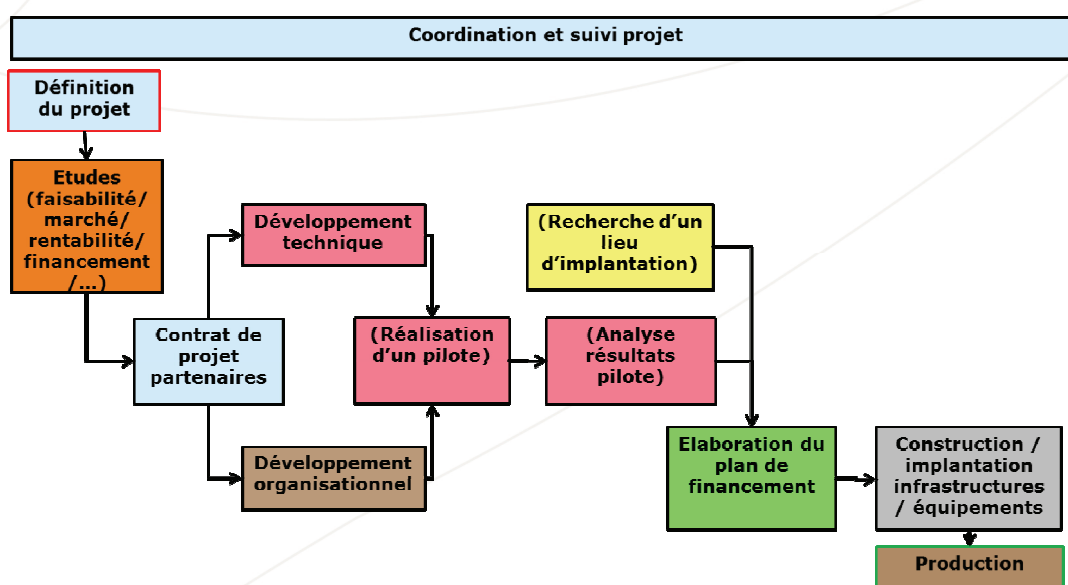 Coordination et suivi projet
Définition
du projet
Etudes
(faisabilité/
marché/
rentabilité/
financement
/…)
Contrat de
projet
partenaires
Développement
technique
Développement
organisationnel
(Réalisation
d'un pilote)
(Recherche d'un
lieu
d'implantation)
(Analyse
résultats
pilote)
Elaboration du
plan de
financement
Construction /
implantation
infrastructures
/ équipements
Production